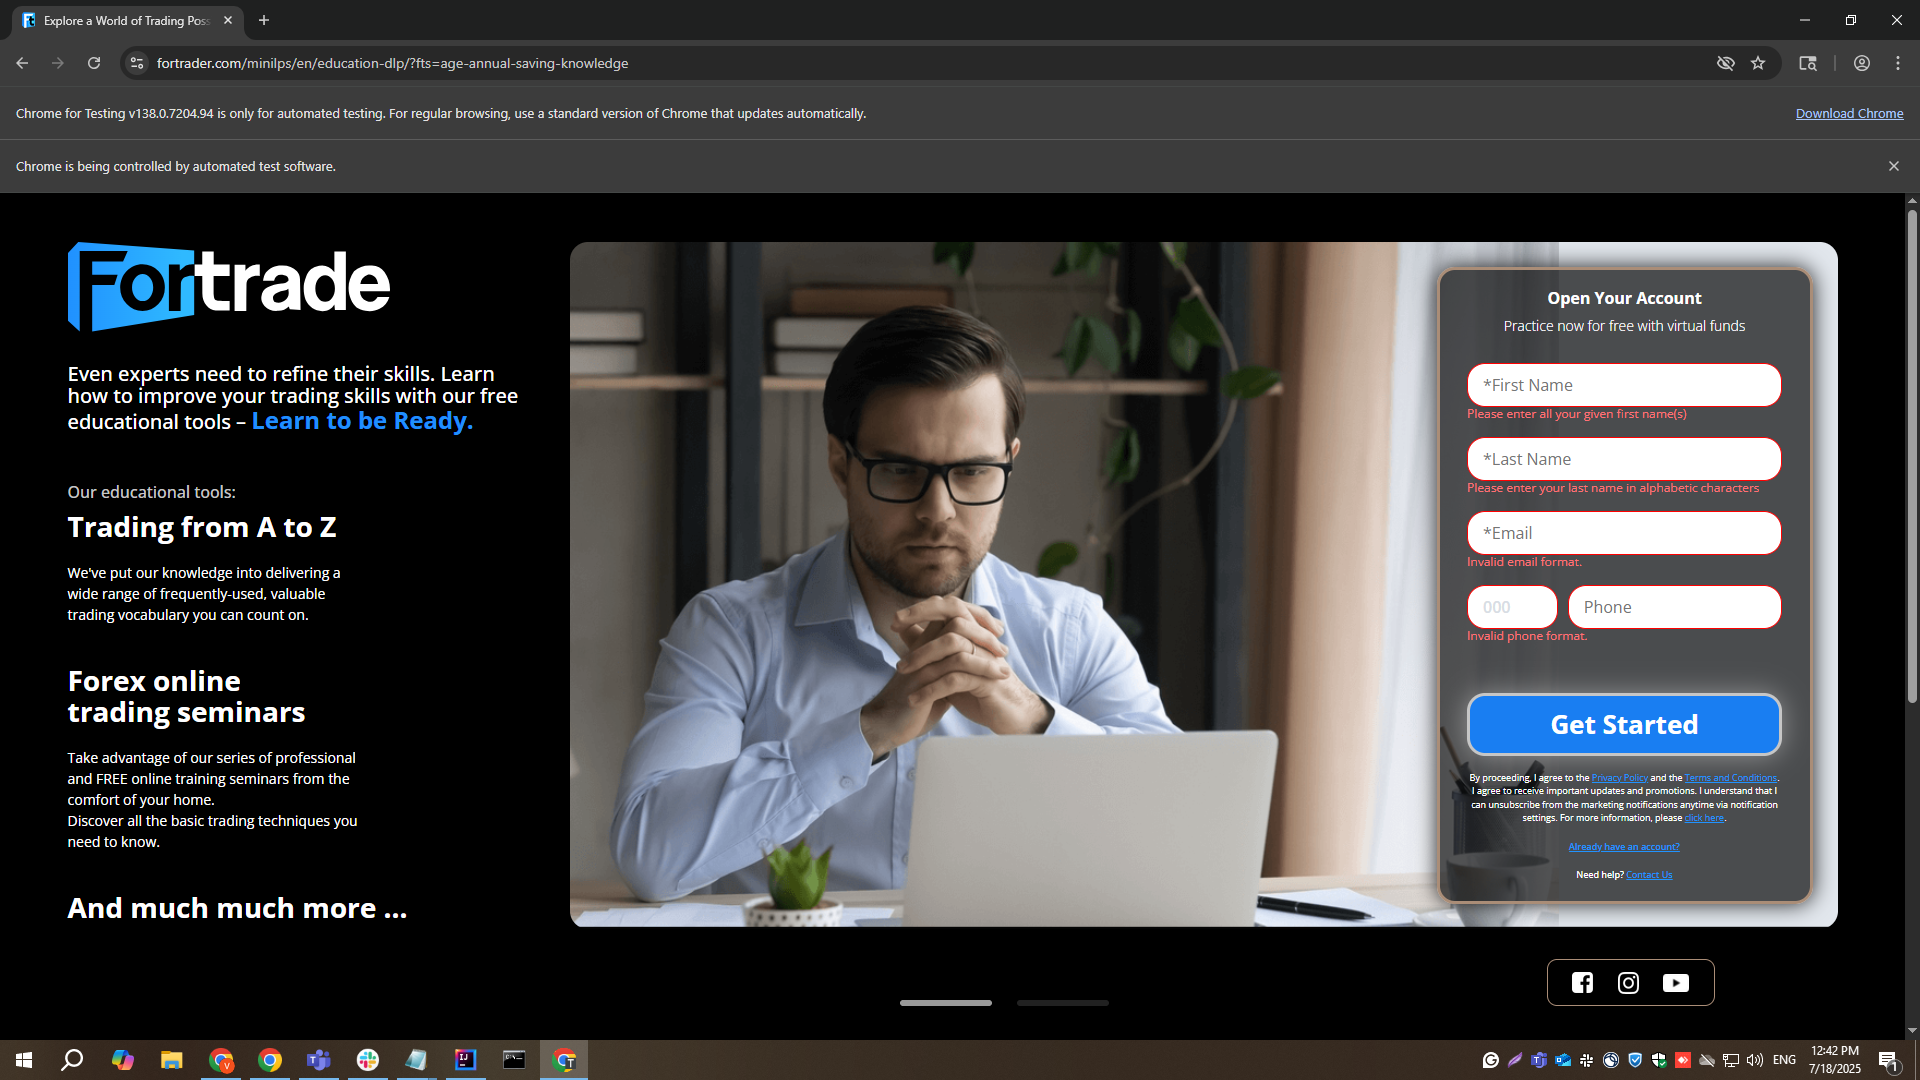 Explore a World of Trading Poss
fortrader.com/minilps/en/education-dlp/?fts=age-annual-saving-knowledge
Chrome for Testing v138.0.7204.94 is only for automated testing. For regular browsing, use a standard version of Chrome that updates automatically.
Download Chrome
Chrome is being controlled by automated test software.
Fortrade
Even experts need to refine their skills. Learn
how to improve your trading skills with our free
educational tools – Learn to be Ready.
Our educational tools:
Trading from A to Z
We've put our knowledge into delivering a
wide range of frequently-used, valuable
trading vocabulary you can count on.
Forex online
trading seminars
Take advantage of our series of professional
and FREE online training seminars from the
comfort of your home.
Discover all the basic trading techniques you
need to know.
And much much more ...
Open Your Account
Practice now for free with virtual funds
*First Name
Please enter all your given first name(s)
*Last Name
Please enter your last name in alphabetic characters
*Email
Invalid email format.
000
Phone
Invalid phone format.
Get Started
By proceeding, I agree to the Privacy Policy and the Terms and Conditions.
I agree to receive important updates and promotions. I understand that I
can unsubscribe from the marketing notifications anytime via notification
settings. For more information, please click here.
Already have an account?
Need help? Contact Us
ENG
12:42 PM
7/18/2025
1